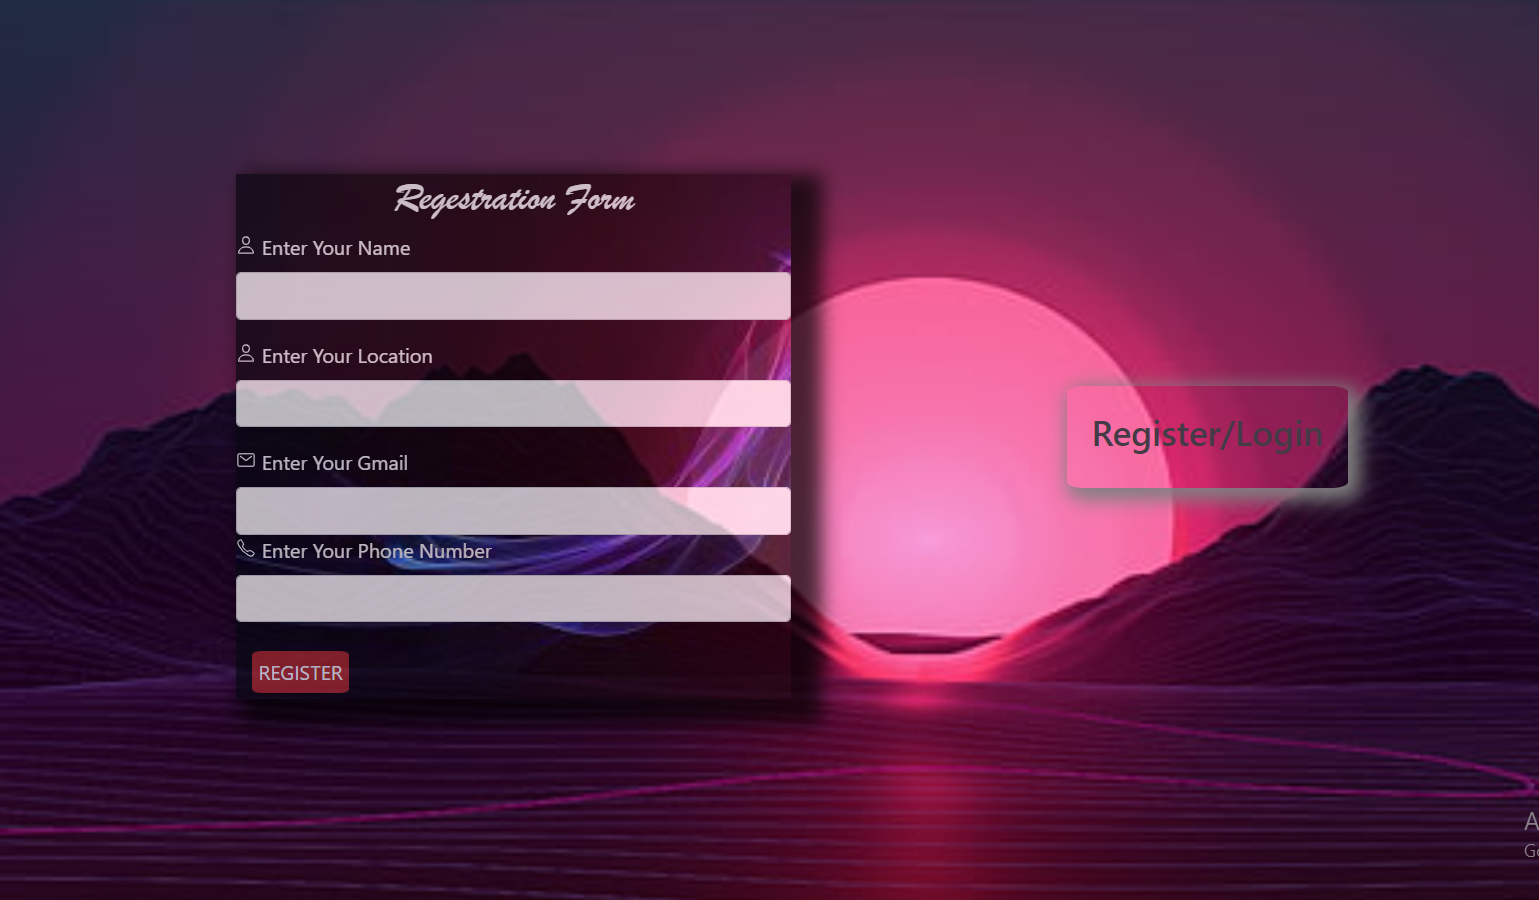 Regestration Form
Enter Your Name
Enter Your Location
Enter Your Gmail
Enter Your Phone Number
REGISTER
Register/Login